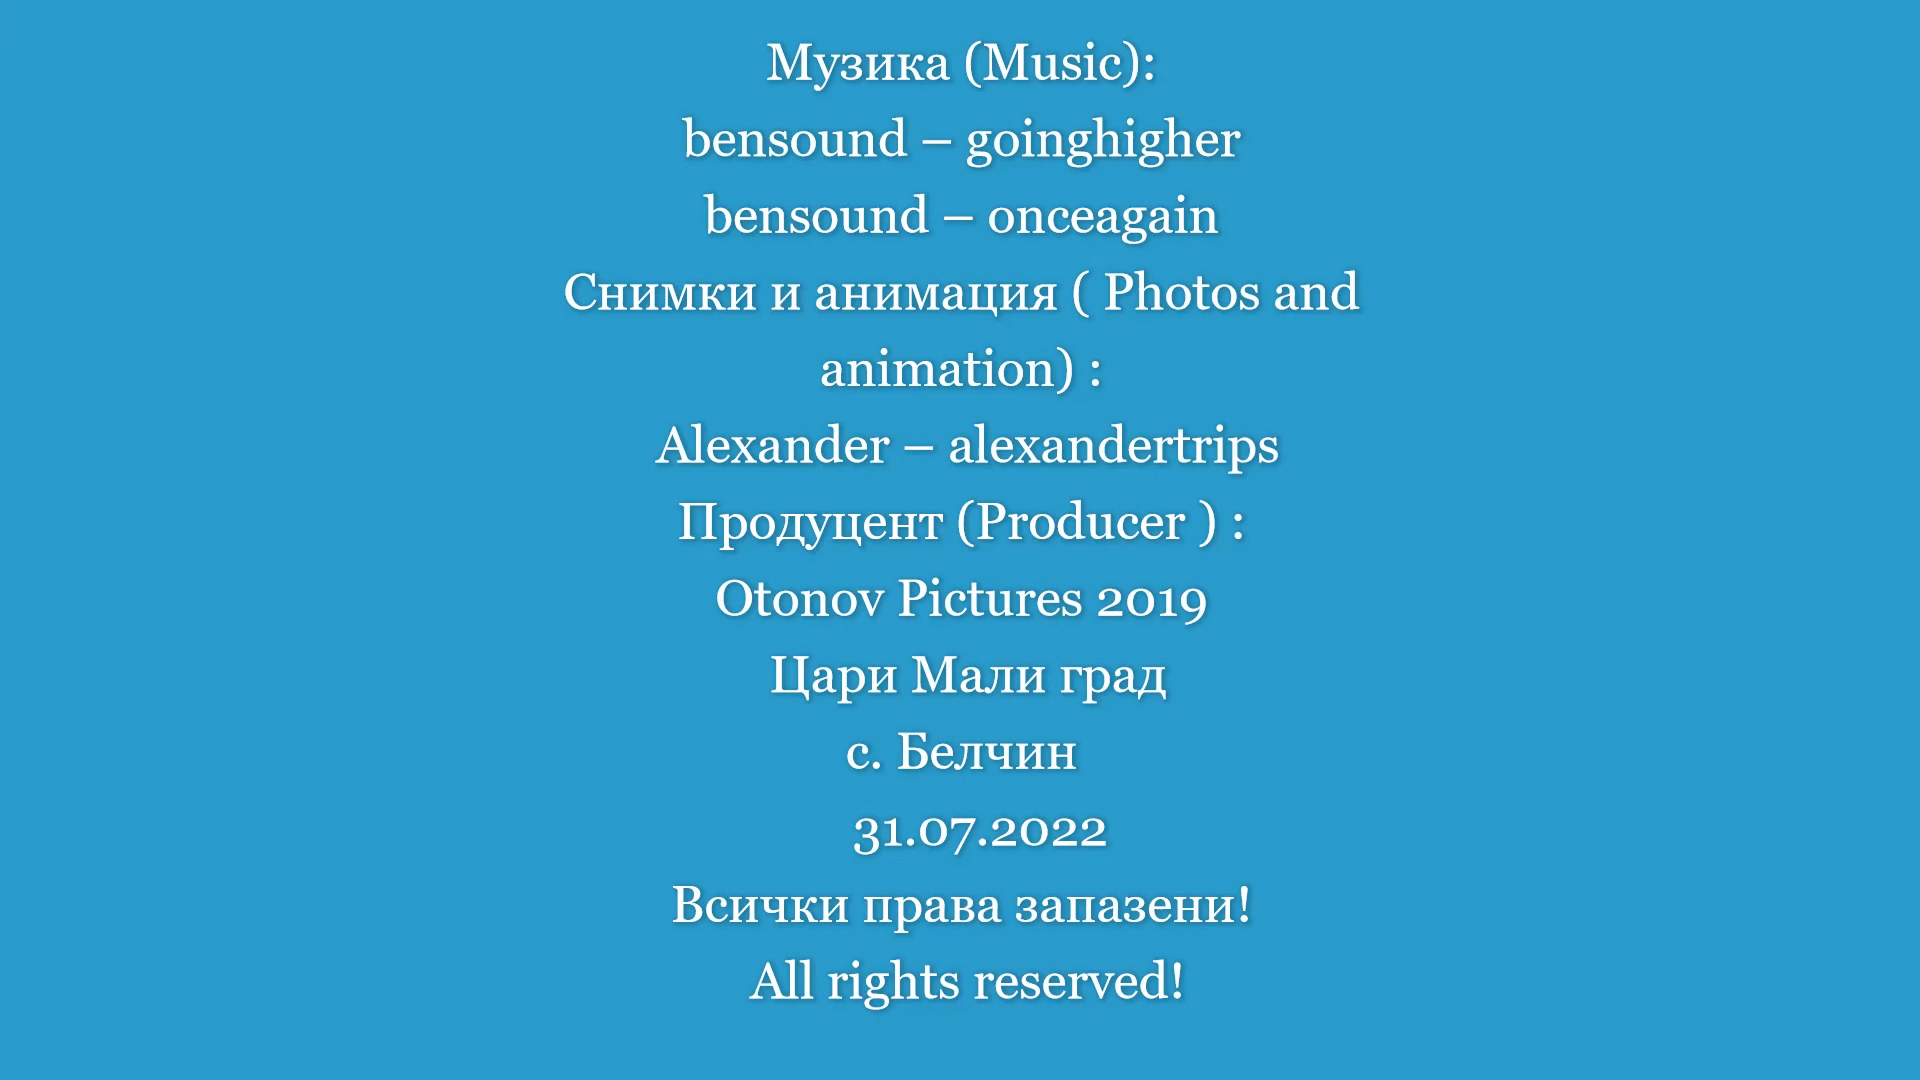 Музика (Music):
bensound – goinghigher
bensound – onceagain
Снимки и анимация ( Photos and
animation) :
Alexander – alexandertrips
Продуцент (Producer ) :
Otonov Pictures 2019
Цари Мали град
с. Белчин
31.07.2022
Всички права запазени!
All rights reserved!